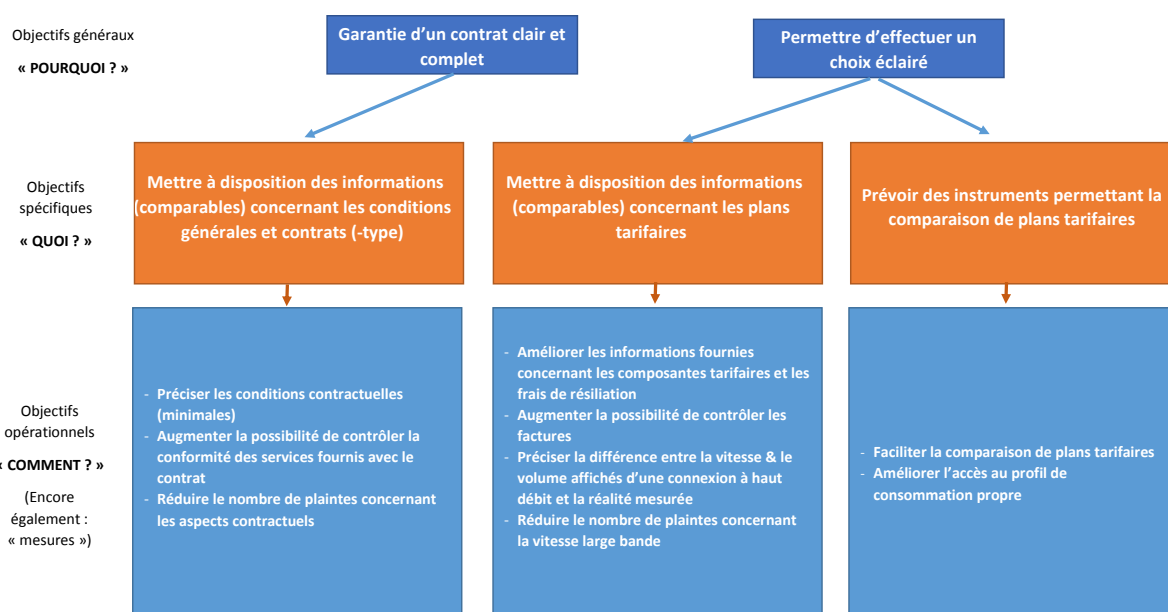 Objectifs généraux
« POURQUOI ? »
Garantie d'un contrat clair et
complet
Permettre d'effectuer un
choix éclairé
Objectifs
spécifiques
« QUOI ? »
Mettre à disposition des informations
(comparables) concernant les conditions
générales et contrats (-type)
Mettre à disposition des informations
(comparables) concernant les plans
tarifaires
Prévoir des instruments permettant la
comparaison de plans tarifaires
Objectifs
opérationnels
« COMMENT ? »
(Encore
également :
« mesures »)
- Préciser les conditions contractuelles
(minimales)
- Augmenter la possibilité de contrôler la
conformité des services fournis avec le
contrat
- Réduire le nombre de plaintes concernant
les aspects contractuels
- Améliorer les informations fournies
concernant les composantes tarifaires et les
frais de résiliation
- Augmenter la possibilité de contrôler les
factures
- Préciser la différence entre la vitesse & le
volume affichés d'une connexion à haut
débit et la réalité mesurée
- Réduire le nombre de plaintes concernant
la vitesse large bande
- Faciliter la comparaison de plans tarifaires
- Améliorer l'accès au profil de
consommation propre